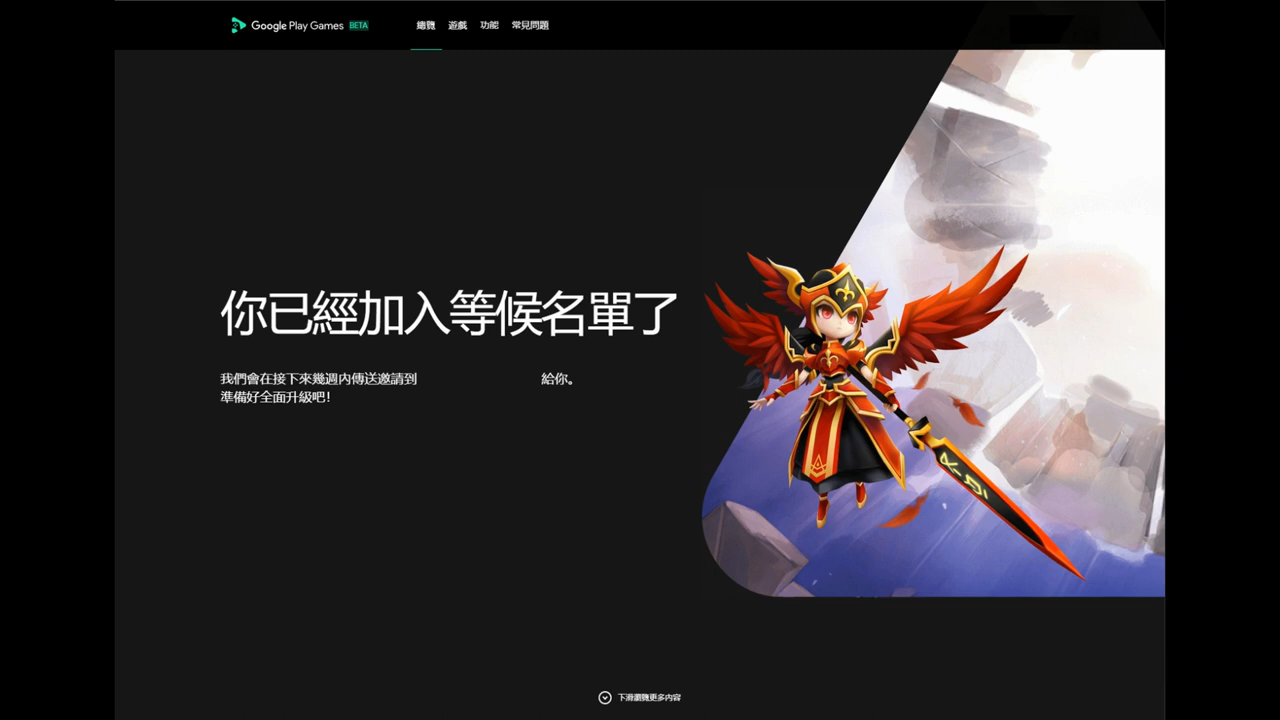 Google Play Games BETA 總覽 遊戲 功能 常見問題
你已經加入等候名單了
我們會在接下來幾週內傳送邀請到 給你。
準備好全面升級吧!
下滑瀏覽更多內容